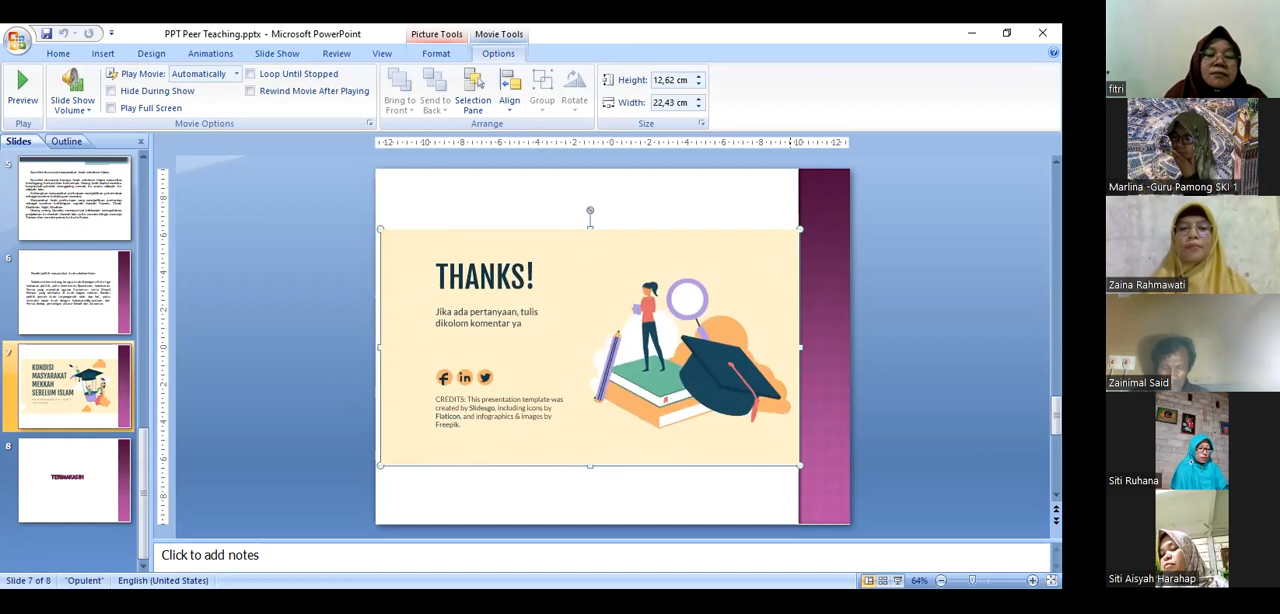 PPT Peer Teaching.pptx - Microsoft PowerPoint
Picture Tools
Movie Tools
Home
Insert
Design
Animations
Slide Show
Review
View
Format
Options
Preview
Play
Slide Show
Volume
Play Movie:
Automatically
Hide During Show
Play Full Screen
Loop Until Stopped
Rewind Movie After Playing
Movie Options
Bring to
Front
Send to
Back
Selection
Pane
Align
Group
Rotate
Arrange
Height:
12,62 cm
Width:
22,43 cm
Size
Slides
Outline
5
6
7
KONDISI
MASYARAKAT
MEKKAH
SEBELUM ISLAM
8
TERIMAKASIH
THANKS!
Jika ada pertanyaan, tulis
dikolom komentar ya
CREDITS: This presentation template was
created by Slidesgo, including icons by
Flaticon, and infographics & images by
Freepik.
Click to add notes
Slide 7 of 8
"Opulent"
English (United States)
64%
fitri
Marlina -Guru Pamong SKI 1
Zaina Rahmawati
Zainimal Said
Siti Ruhana
Siti Aisyah Harahap